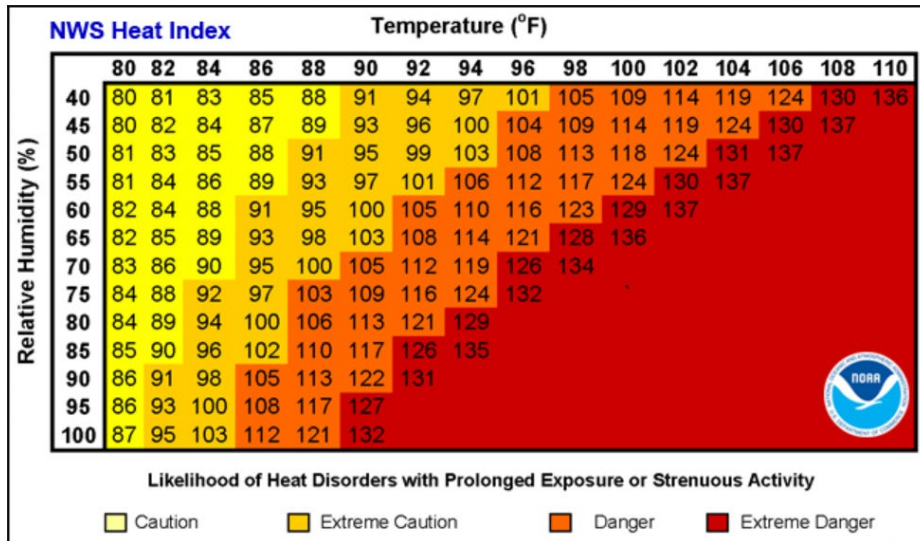 NWS Heat Index Temperature (°F)
80 82 84 86 88 90 92 94 96 98 100 102 104 106 108 110
40 80 81 83 85 88 91 94 97 101 105 109 114 119 124 130 136
45 80 82 84 87 89 93 96 100 104 109 114 119 124 130 137
50 81 83 85 88 91 95 99 103 108 113 118 124 131 137
55 81 84 86 89 93 97 101 106 112 117 124 130 137
60 82 84 88 91 95 100 105 110 116 123 129 137
65 82 85 89 93 98 103 108 114 121 128 136
70 83 86 90 95 100 105 112 119 126 134
75 84 88 92 97 103 109 116 124 132
80 84 89 94 100 106 113 121 129
85 85 90 96 102 110 117 126 135
90 86 91 98 105 113 122 131
95 86 93 100 108 117 127
100 87 95 103 112 121 132
Relative Humidity (%)
NOAA
Likelihood of Heat Disorders with Prolonged Exposure or Strenuous Activity
Caution Extreme Caution Danger Extreme Danger